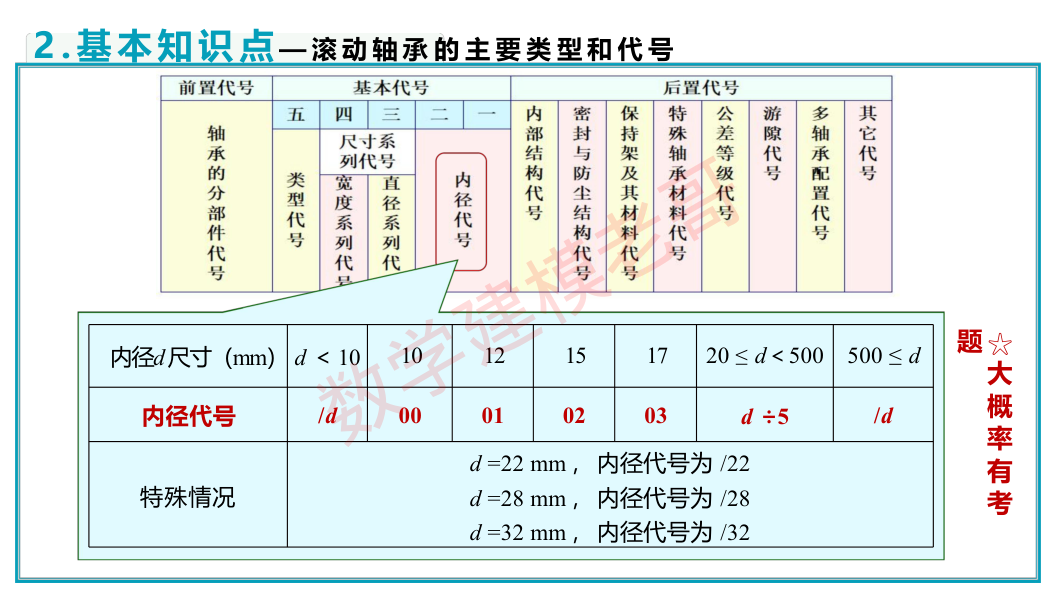 2.基本知识点—滚动轴承的主要类型和代号
前置代号 基本代号 后置代号
五 四 三 二 一
轴承的分部件代号
类型代号
尺寸系列代号
宽度系列代号
直径系列代
内径代号
内部结构代号
密封与防尘结构代号
保持架及其材料代号
特殊轴承材料代号
公差等级代号
游隙代号
多轴承配置代号
其它代号
数学建模老哥
内径d尺寸（mm） d < 10 10 12 15 17 20 ≤ d < 500 500 ≤ d
内径代号 /d 00 01 02 03 d ÷5 /d
特殊情况
d =22 mm， 内径代号为 /22
d =28 mm， 内径代号为 /28
d =32 mm， 内径代号为 /32
☆大概率有考题